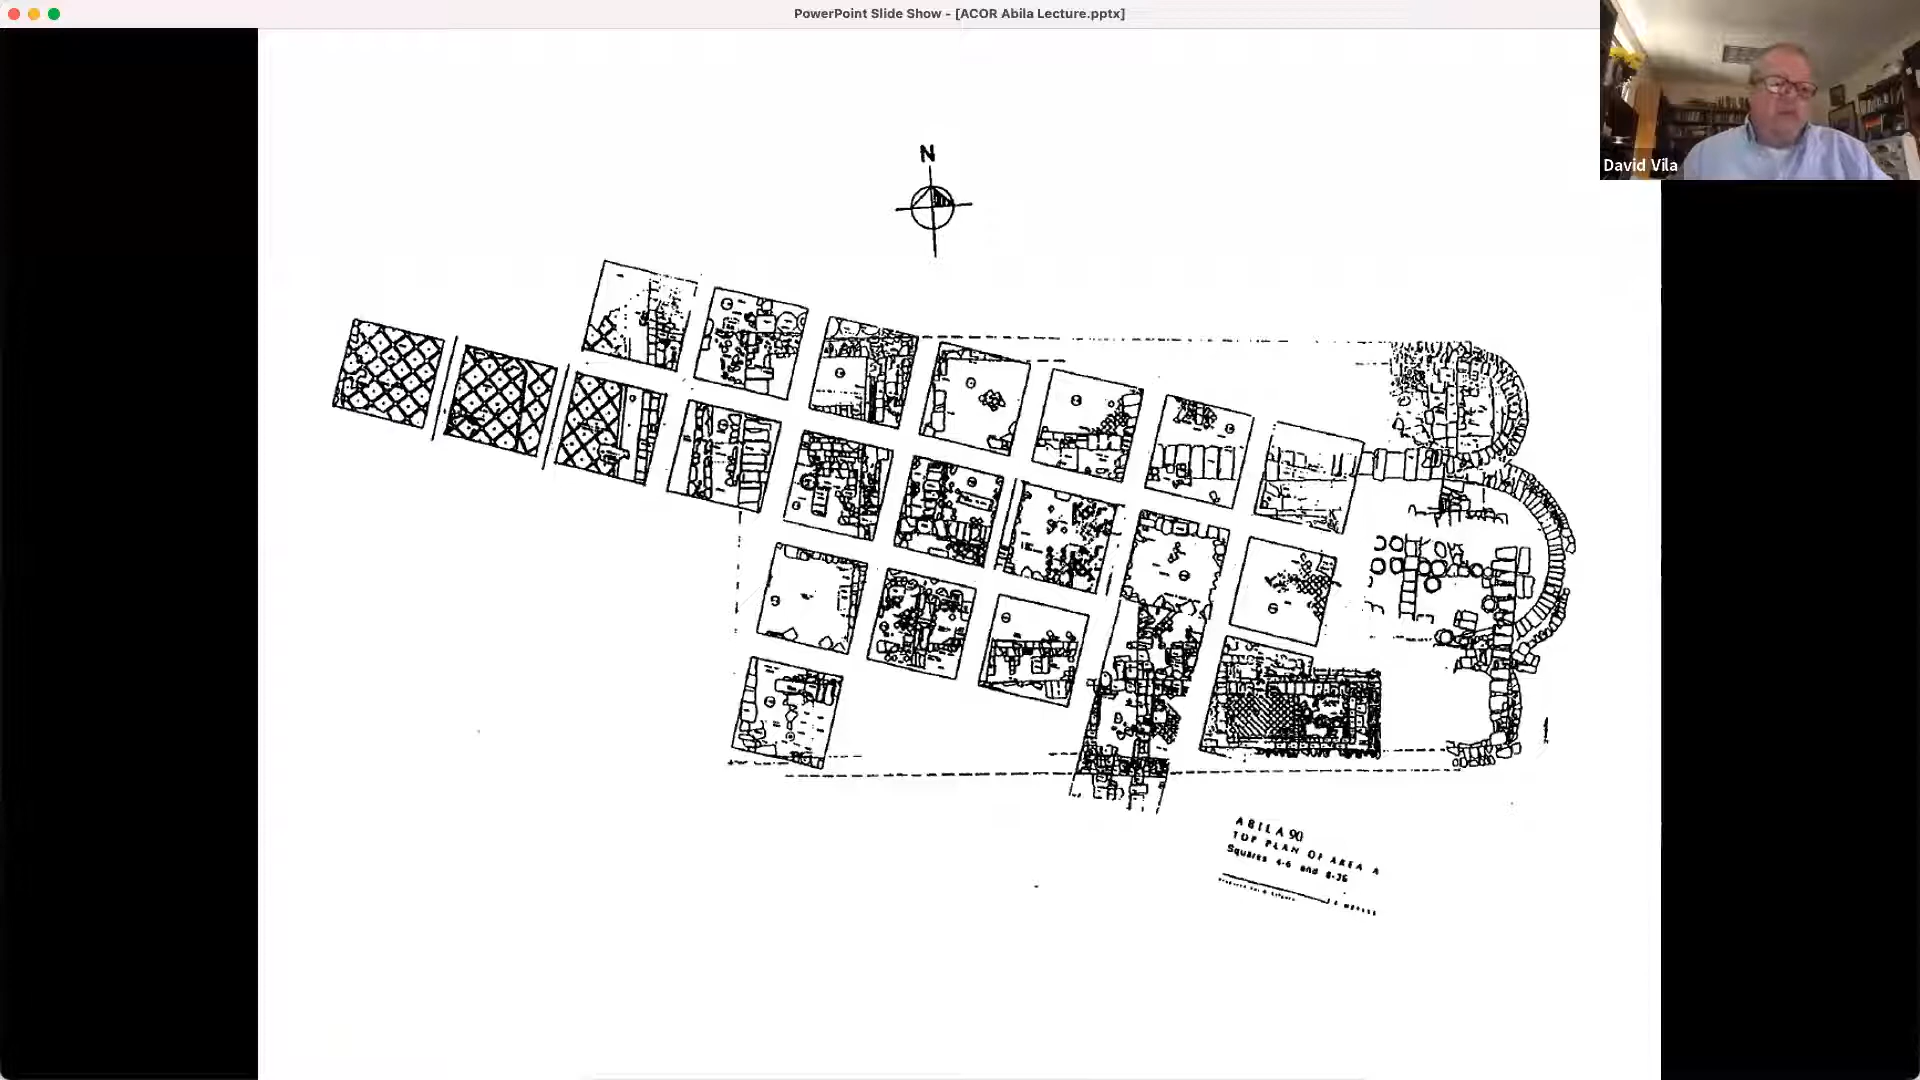 PowerPoint Slide Show - [ACOR Abila Lecture.pptx]
David Vila
N
ABILA 90
TOP PLAN OF AREA A
Squares 4-6 and 8-36